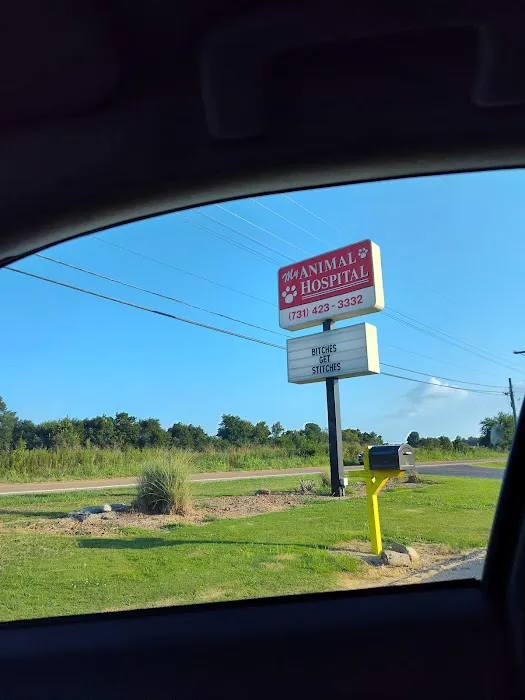 My ANIMAL
HOSPITAL
(731) 423-3332
BITCHES
GET
STITCHES